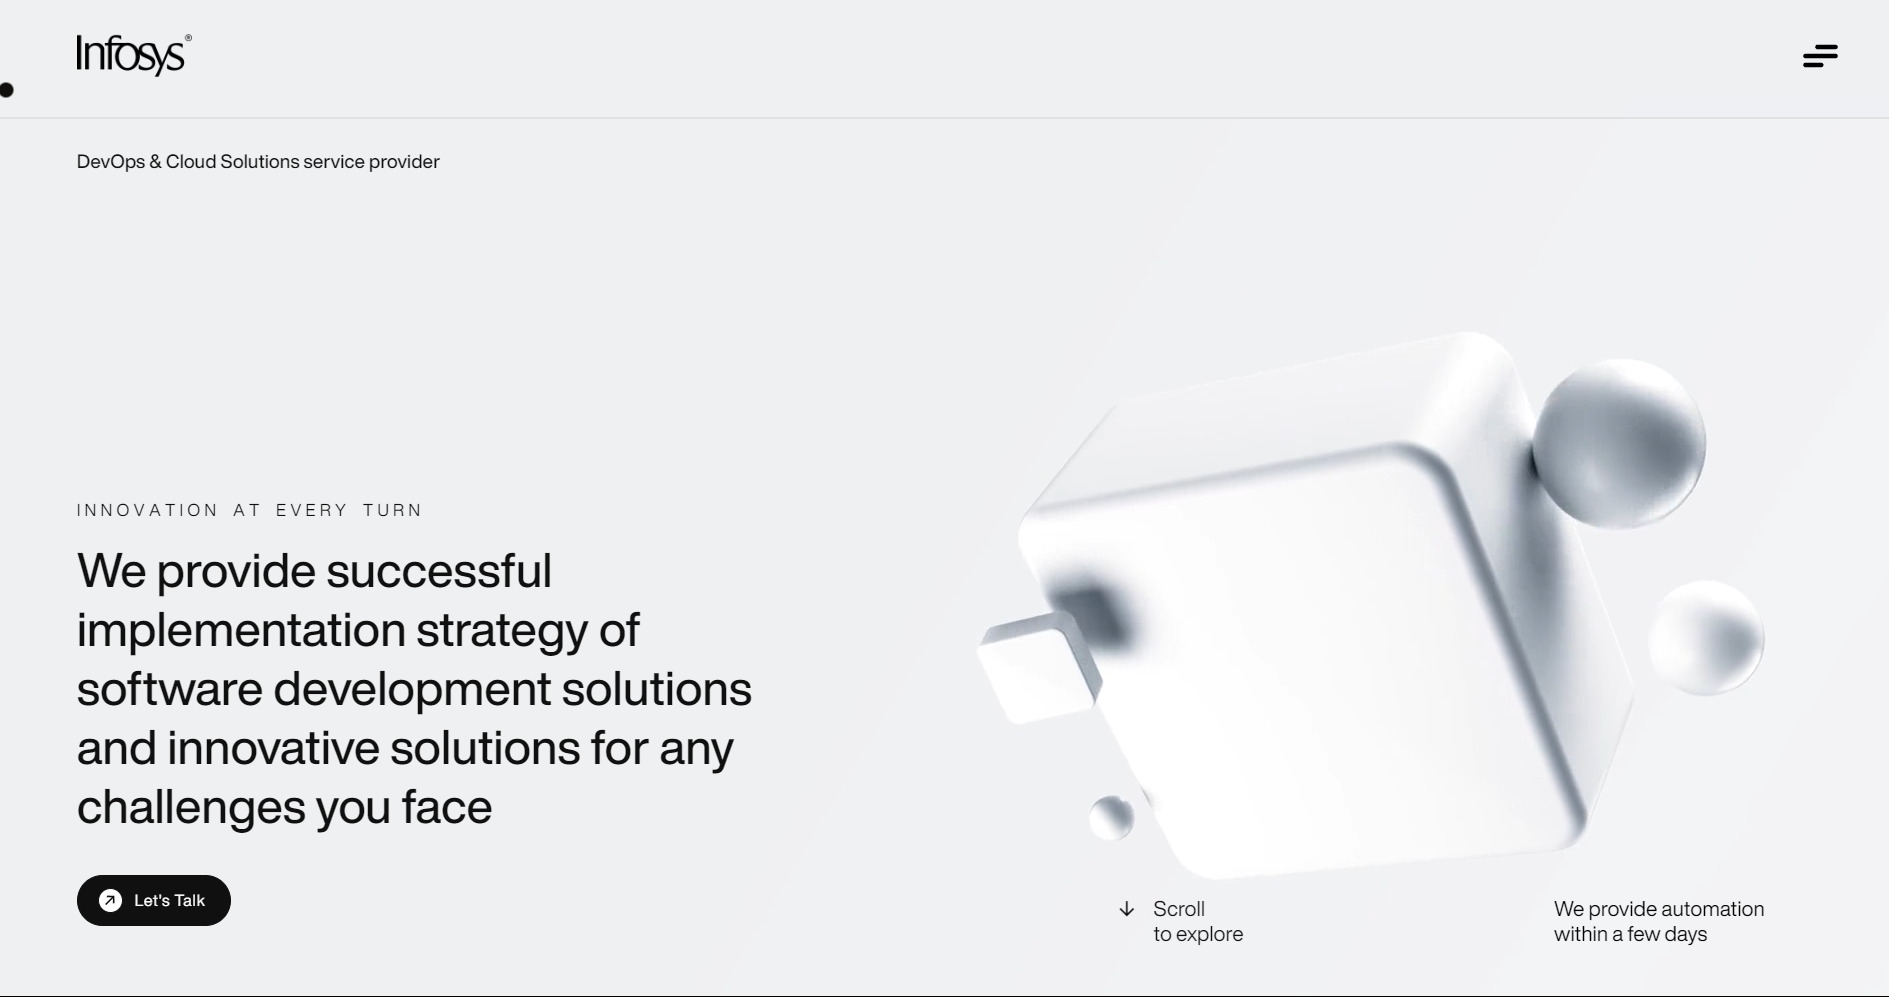 Infosys®
DevOps & Cloud Solutions service provider
INNOVATION AT EVERY TURN
We provide successful
implementation strategy of
software development solutions
and innovative solutions for any
challenges you face
Let's Talk
Scroll
to explore
We provide automation
within a few days